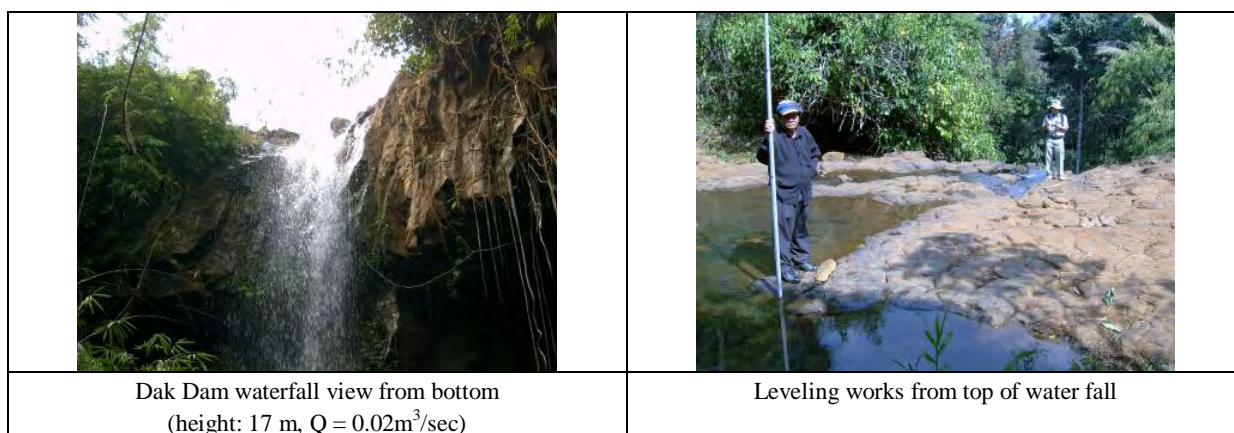 Dak Dam waterfall view from bottom
(height: 17 m, Q = 0.02m³/sec)
Leveling works from top of water fall